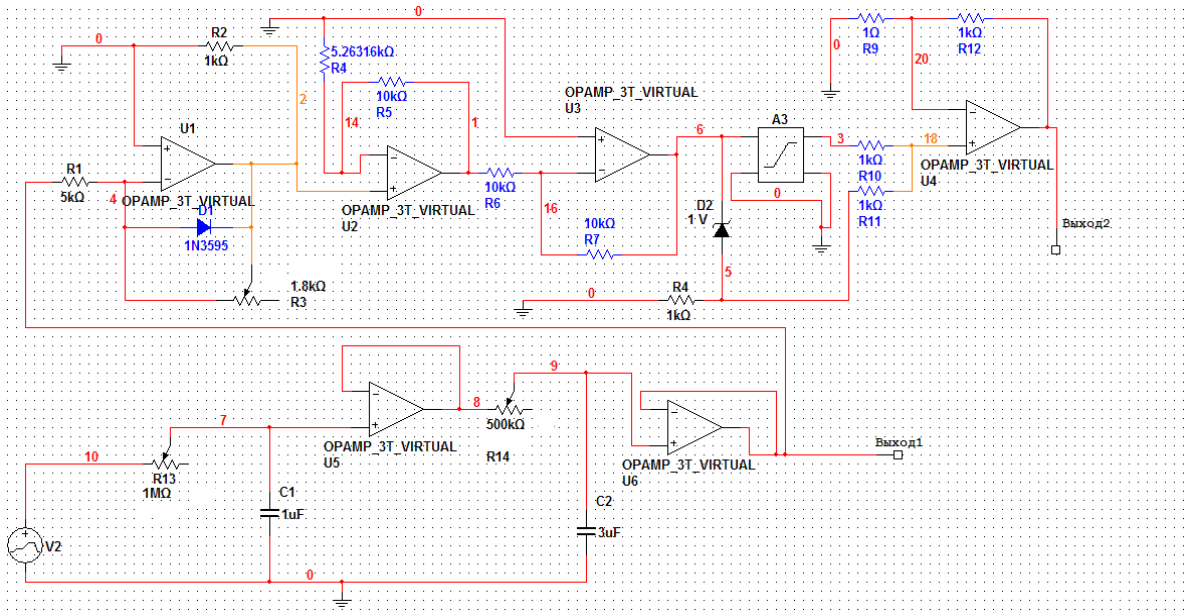 0
0
R2
1kΩ
5.26316kΩ
R4
2
14
10kΩ
R5
1
OPAMP_3T_VIRTUAL
U3
6
A3
3
0
R9
1Ω
0
R12
1kΩ
20
18
OPAMP_3T_VIRTUAL
U4
1kΩ
R10
1kΩ
R11
U1
+
−
OPAMP_3T_VIRTUAL
R1
5kΩ
4
D1
1N3595
1.8kΩ
R3
−
+
OPAMP_3T_VIRTUAL
U2
10kΩ
R6
16
+
−
10kΩ
R7
D2
1 V
5
0
R4
1kΩ
−
+
Выход2
7
10
R13
1MΩ
C1
1uF
−
+
OPAMP_3T_VIRTUAL
U5
8
500kΩ
R14
9
−
+
OPAMP_3T_VIRTUAL
U6
Выход1
C2
3uF
+
V2
0